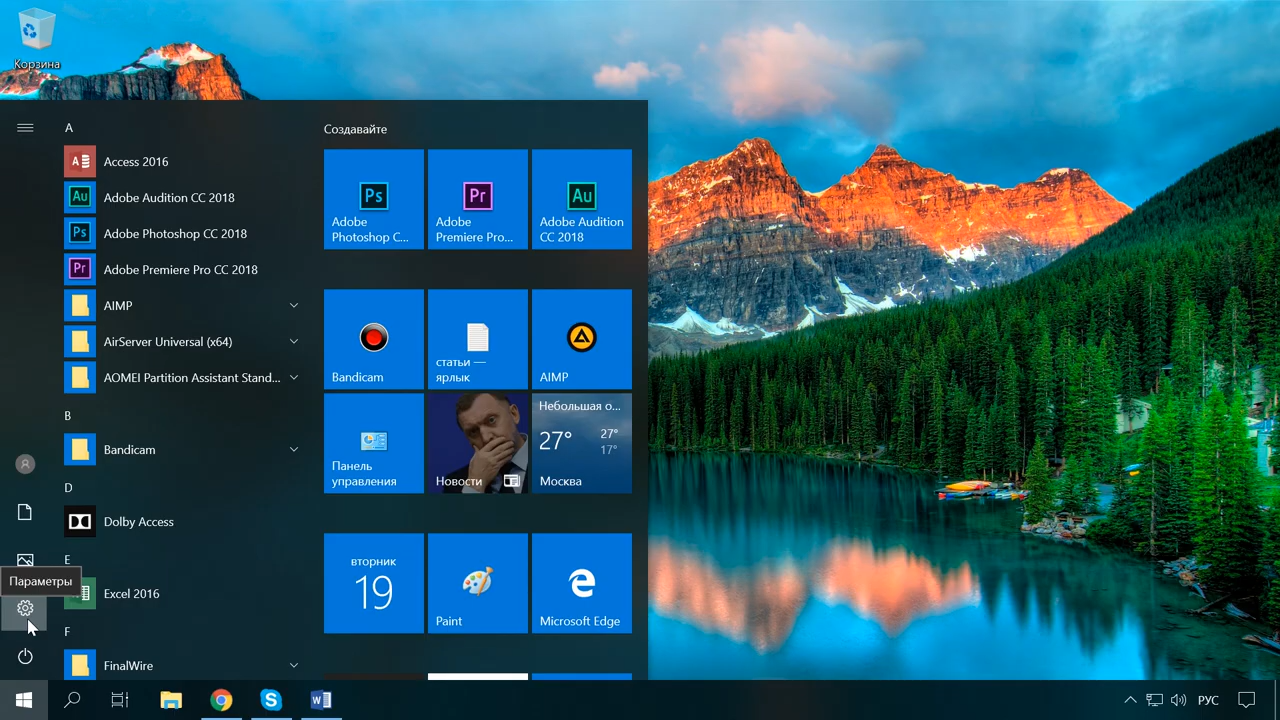 Корзина
A
Access 2016
Adobe Audition CC 2018
Adobe Photoshop CC 2018
Adobe Premiere Pro CC 2018
AIMP
AirServer Universal (x64)
AOMEI Partition Assistant Stand...
B
Bandicam
D
Dolby Access
E
Параметры
Excel 2016
F
FinalWire
Создавайте
Ps
Adobe
Photoshop C...
Pr
Adobe
Premiere Pro...
Au
Adobe Audition
CC 2018
Bandicam
статьи —
ярлык
AIMP
Панель
управления
Новости
Небольшая о...
27°
27°
17°
Москва
вторник
19
Paint
Microsoft Edge
РУС